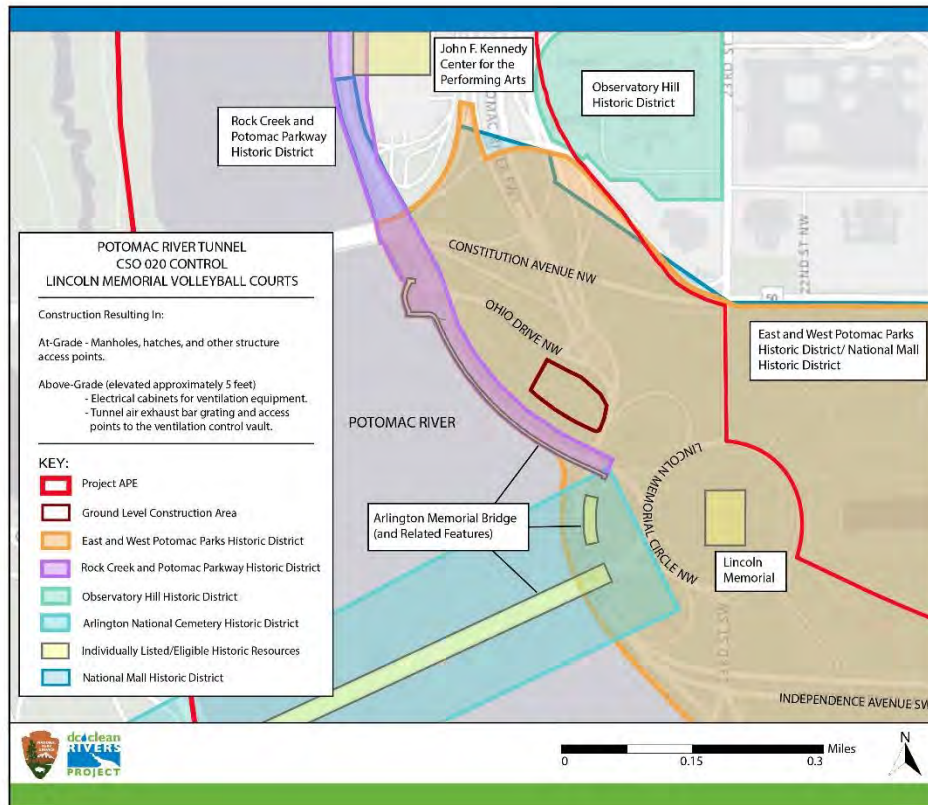 John F. Kennedy
Center for the
Performing Arts
23RD ST
Observatory Hill
Historic District
Rock Creek and
Potomac Parkway
Historic District
22ND ST NW
CONSTITUTION AVENUE NW
50
OHIO DRIVE NW
East and West Potomac Parks
Historic District/ National Mall
Historic District
POTOMAC RIVER TUNNEL
CSO 020 CONTROL
LINCOLN MEMORIAL VOLLEYBALL COURTS
Construction Resulting In:
At-Grade - Manholes, hatches, and other structure
access points.
Above-Grade (elevated approximately 5 feet)
- Electrical cabinets for ventilation equipment.
- Tunnel air exhaust bar grating and access
points to the ventilation control vault.
KEY:
Project APE
Ground Level Construction Area
East and West Potomac Parks Historic District
Rock Creek and Potomac Parkway Historic District
Observatory Hill Historic District
Arlington National Cemetery Historic District
Individually Listed/Eligible Historic Resources
National Mall Historic District
POTOMAC RIVER
LINCOLN MEMORIAL CIRCLE NW
Arlington Memorial Bridge
(and Related Features)
Lincoln
Memorial
23RD ST SW
INDEPENDENCE AVENUE SW
dc clean
RIVERS
PROJECT
Miles
0 0.15 0.3
N